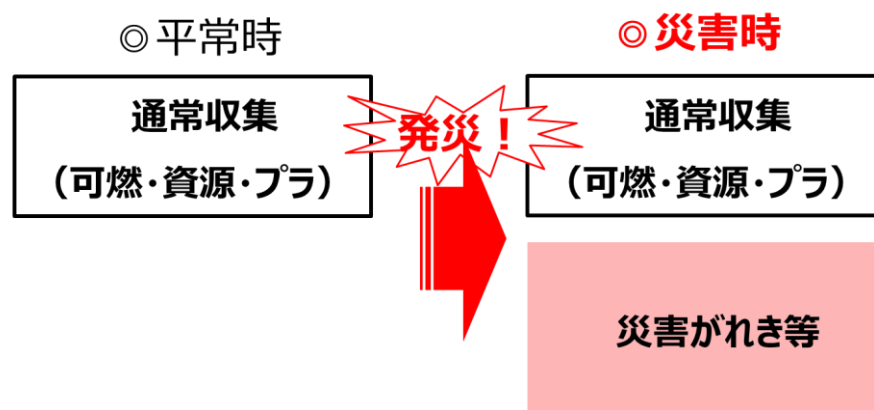 ◎平常時
通常収集
（可燃・資源・プラ）
発災！
◎災害時
通常収集
（可燃・資源・プラ）
災害がれき等